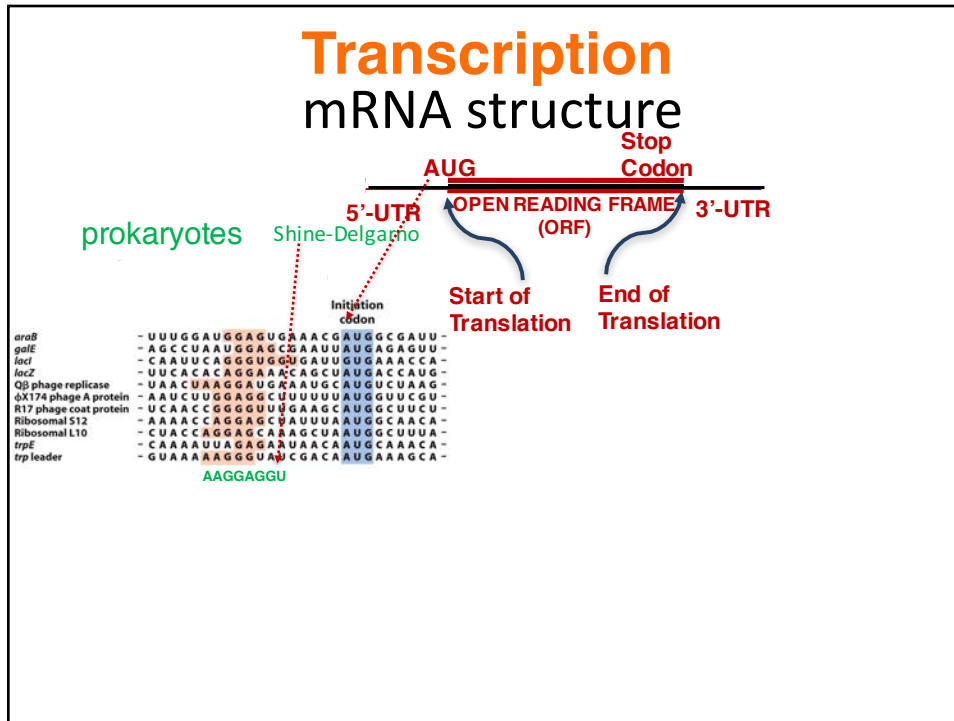 Transcription
mRNA structure
Stop
Codon
AUG
5'-UTR
OPEN READING FRAME
(ORF)
3'-UTR
prokaryotes
Shine-Delgarno
Start of
Translation
End of
Translation
Initiation
codon
araB - U U U G G A U G G A G U G A A A C G A U G G C G A U U -
galE - A G C C U A A U G G A G C G A A U U A U G A G A G U U -
lacI - C A A U U C A G G G U G G U G A U U G U G A A A C C A -
lacZ - U U C A C A C A G G A A A C A G C U A U G A C C A U G -
Qβ phage replicase - U A A C U A A G G A U G A A A U G C A U G U C U A A G -
ϕX174 phage A protein - A A U C U U G G A G G C U U U U U U A U G G U U C G U -
R17 phage coat protein - U C A A C C G G G G U U U G A A G C A U G G C U U C U -
Ribosomal S12 - A A A A C C A G G A G C U A U U U A A U G G C A A C A -
Ribosomal L10 - C U A C C A G G A G C A A A G C U A A U G G C U U U A -
trpE - C A A A A U U A G A G A A U A A C A A U G C A A A C A -
trp leader - G U A A A A A G G G U A U C G A C A A U G A A A G C A -
AAGGAGGU